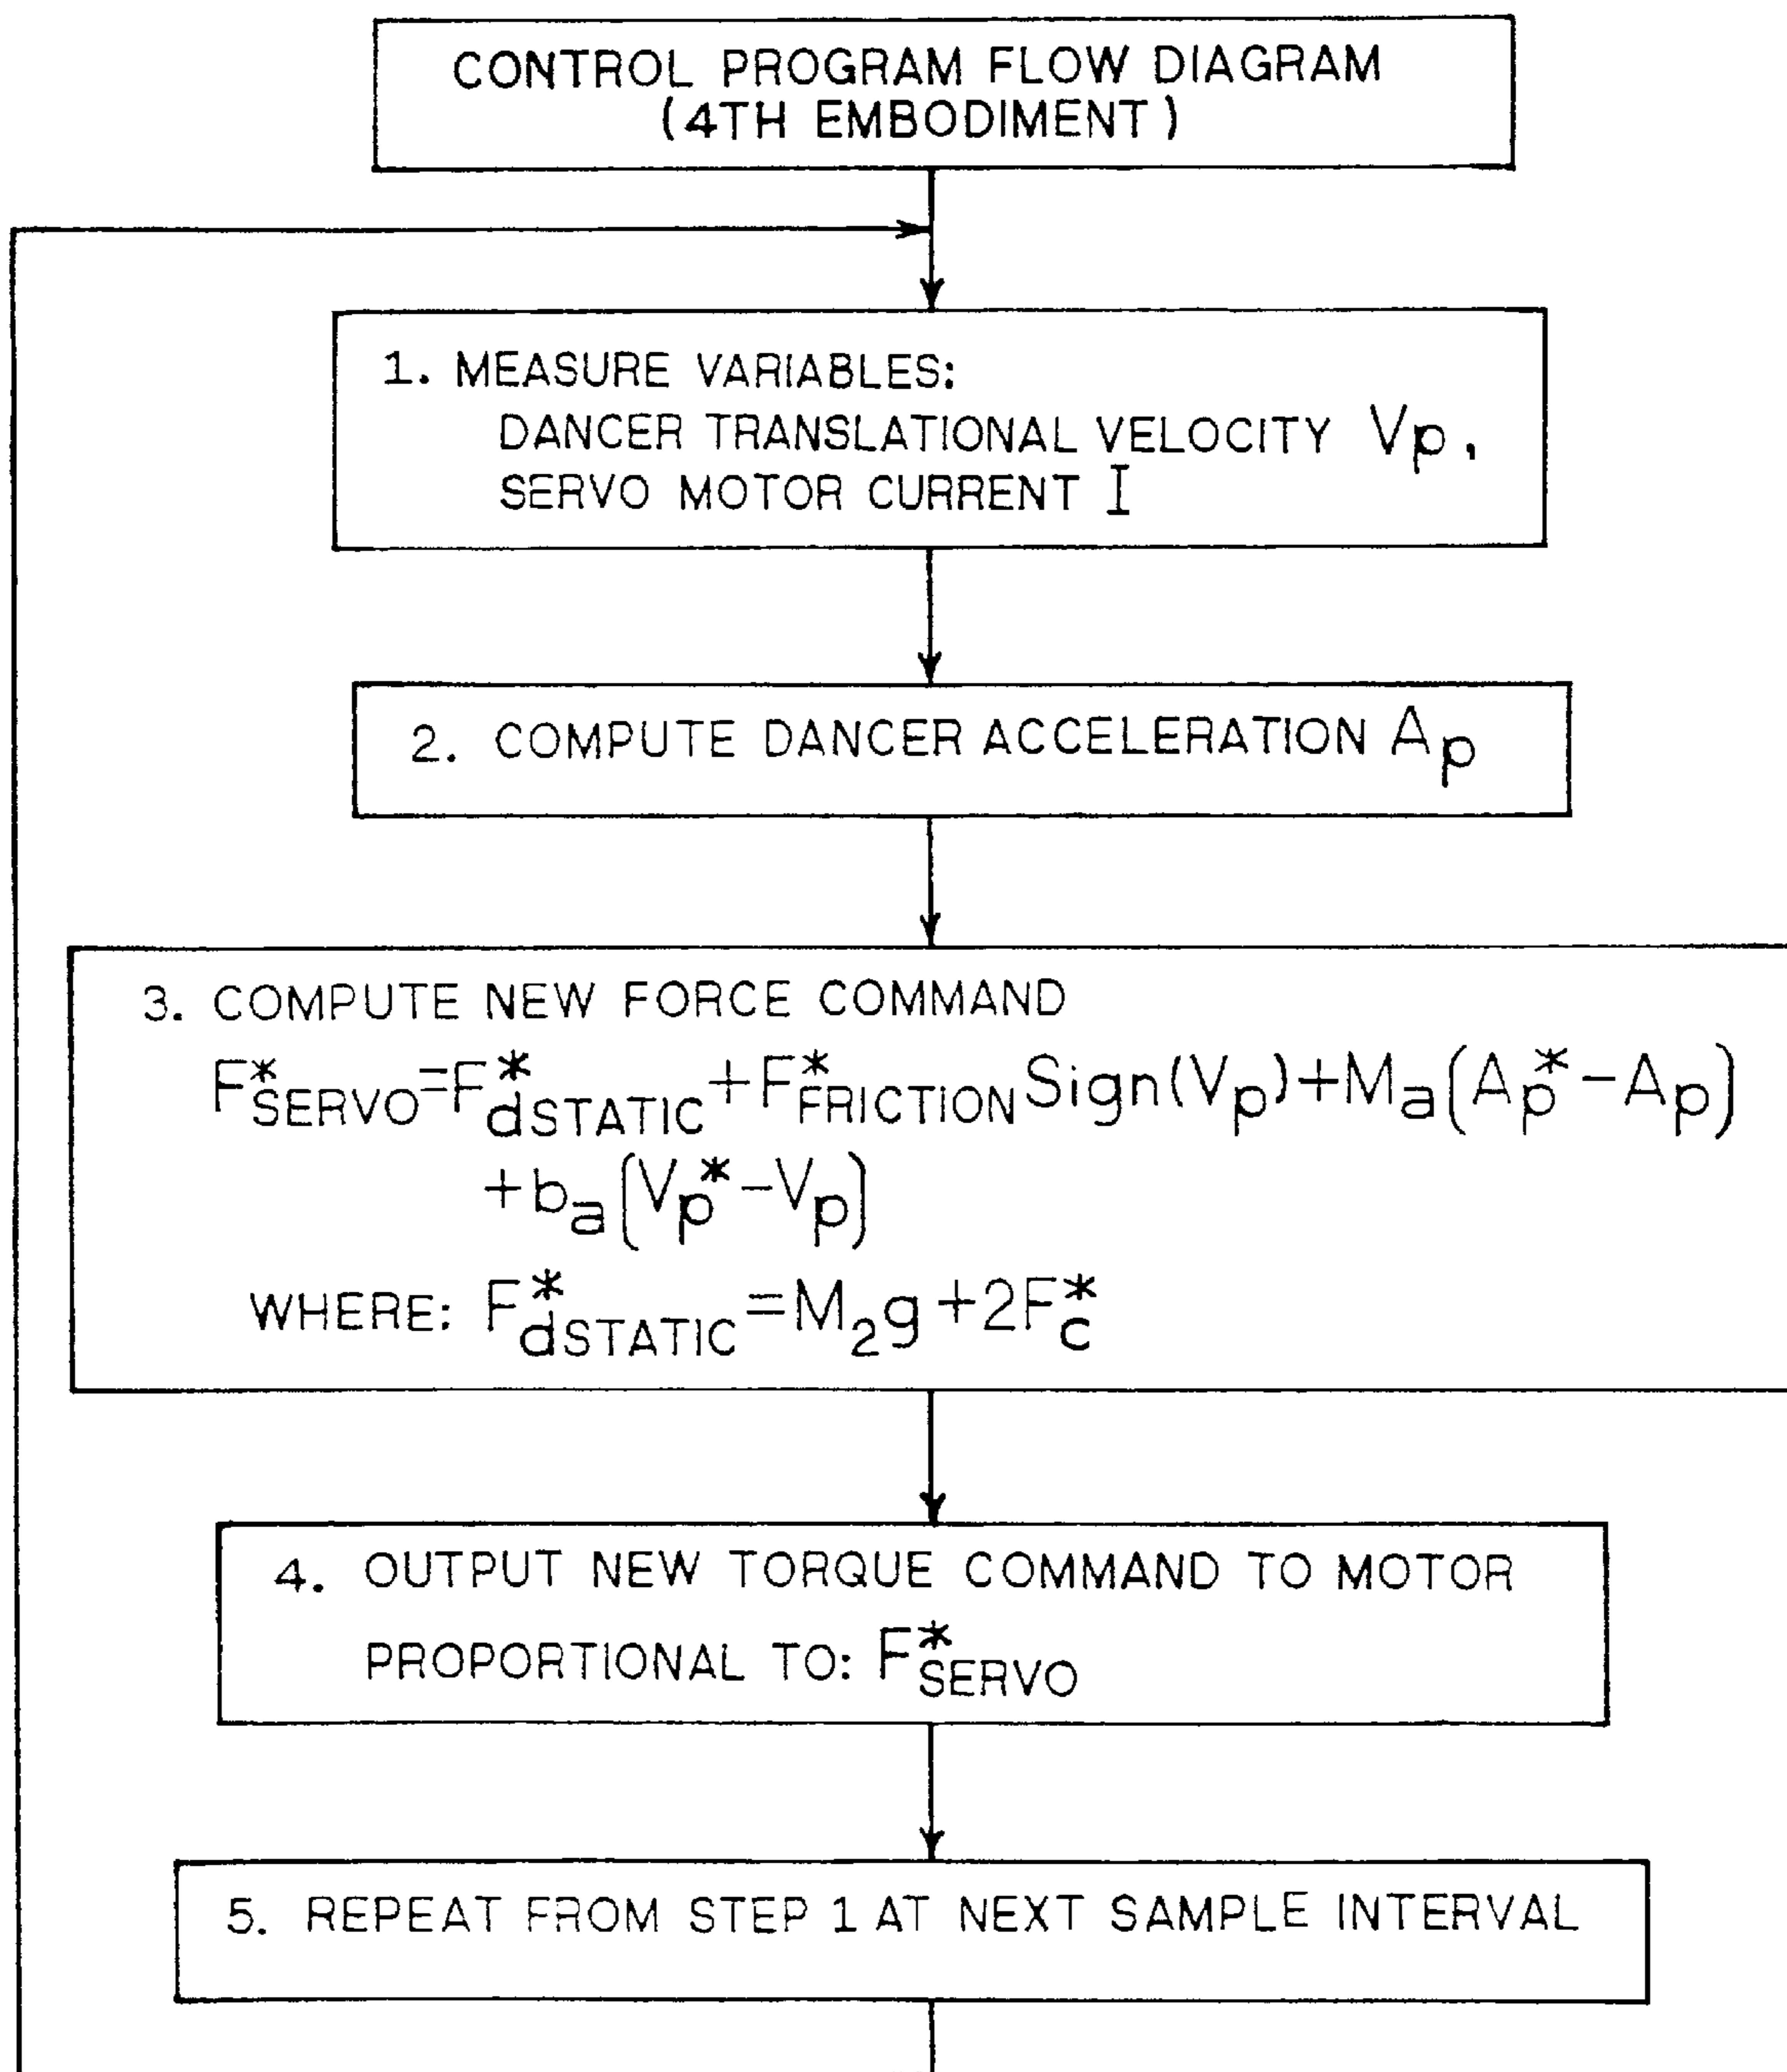 CONTROL PROGRAM FLOW DIAGRAM
(4TH EMBODIMENT)
1. MEASURE VARIABLES:
DANCER TRANSLATIONAL VELOCITY Vp,
SERVO MOTOR CURRENT I
2. COMPUTE DANCER ACCELERATION Ap
3. COMPUTE NEW FORCE COMMAND
F*SERVO=F*dSTATIC+F*FRICTIONSign(Vp)+Ma(Ap*-Ap)
+ba(Vp*-Vp)
WHERE: F*dSTATIC=M2g+2F*c
4. OUTPUT NEW TORQUE COMMAND TO MOTOR
PROPORTIONAL TO: F*SERVO
5. REPEAT FROM STEP 1 AT NEXT SAMPLE INTERVAL